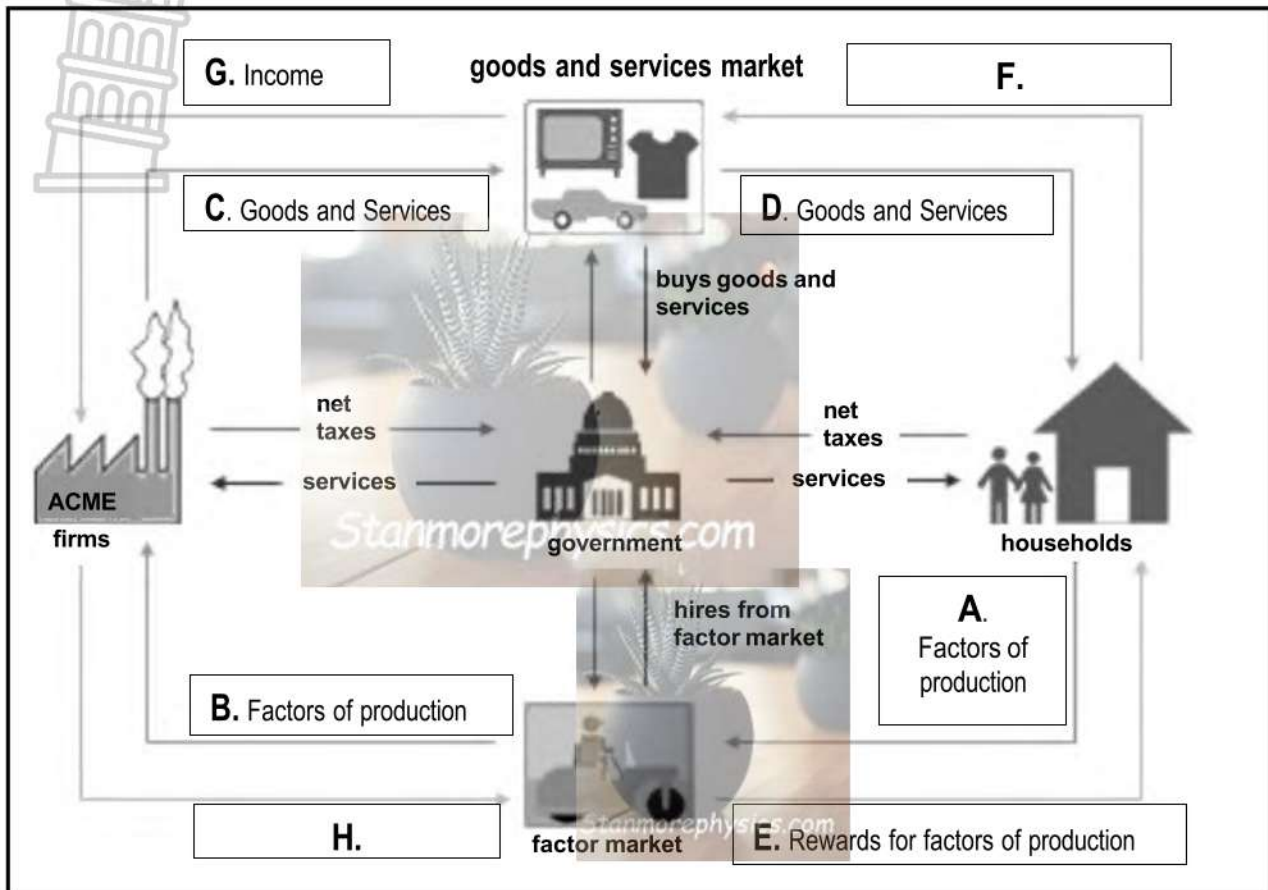 G. Income
goods and services market
F.
C. Goods and Services
D. Goods and Services
buys goods and
services
net
taxes
net
taxes
services
services
ACME
firms
Stanmorephysics.com
government
households
hires from
factor market
A.
Factors of
production
B. Factors of production
H.
Stanmorephysics.com
factor market
E. Rewards for factors of production